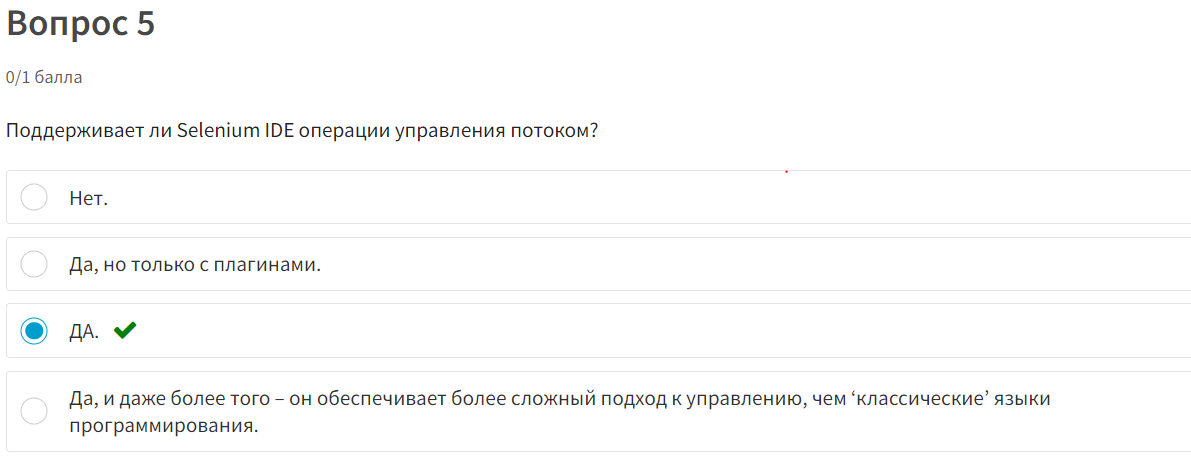 Вопрос 5
0/1 балла
Поддерживает ли Selenium IDE операции управления потоком?
Нет.
Да, но только с плагинами.
ДА.
Да, и даже более того – он обеспечивает более сложный подход к управлению, чем ‘классические’ языки
программирования.